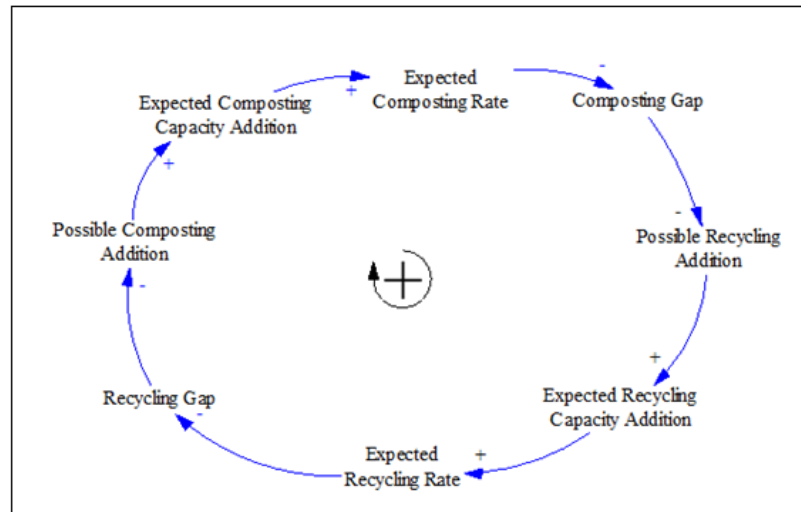 Expected
Composting Rate
-
Composting Gap
-
Possible Recycling
Addition
+
Expected Recycling
Capacity Addition
+
Expected
Recycling Rate
-
Recycling Gap
-
Possible Composting
Addition
+
Expected Composting
Capacity Addition
+
+